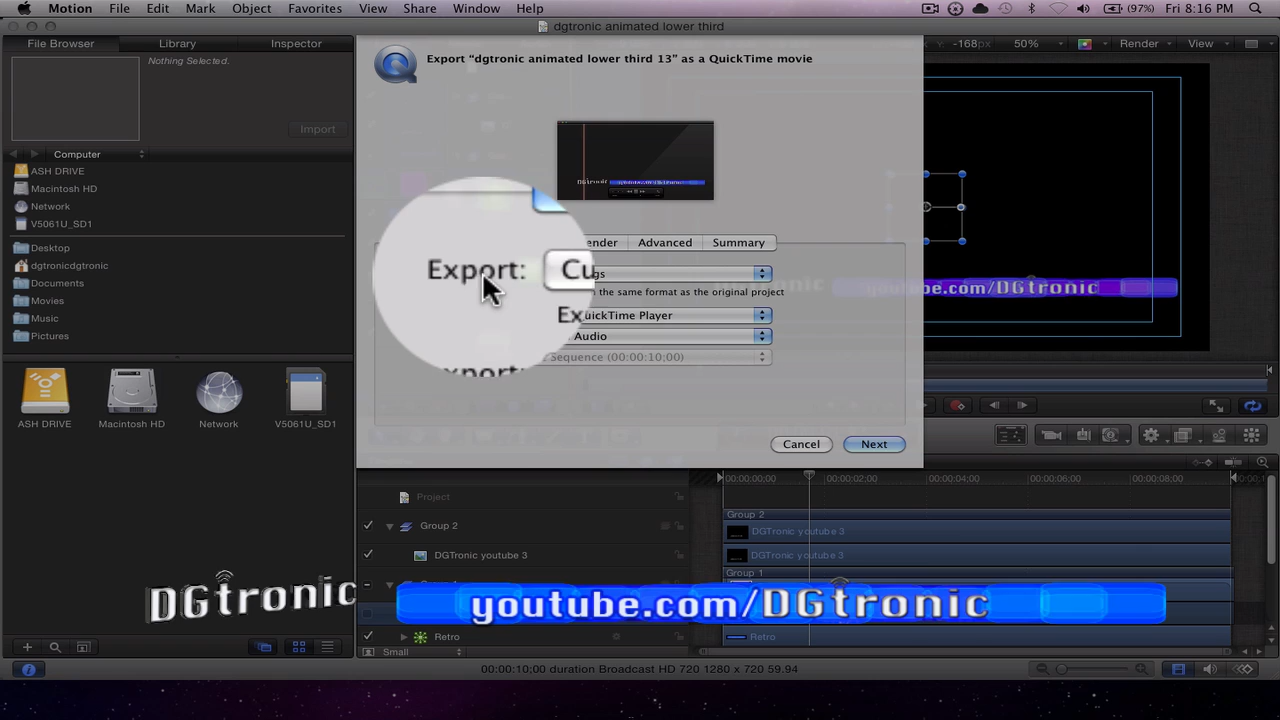 Motion File Edit Mark Object Favorites View Share Window Help (97%) Fri 8:16 PM
dgtronic animated lower third
File Browser Library Inspector
-168px 50% Render View
Nothing Selected.
Import
Computer
ASH DRIVE
Macintosh HD
Network
V5061U_SD1
Desktop
dgtronicdgtronic
Documents
Movies
Music
Pictures
ASH DRIVE Macintosh HD Network V5061U_SD1
Export “dgtronic animated lower third 13” as a QuickTime movie
DGtronic youtube.com/DGtronic
ender Advanced Summary
Export: Cu gs
n the same format as the original project
Ex QuickTime Player
Audio
Sequence (00:00:10;00)
xport:
Cancel Next
youtube.com/DGtronic
00:00:00;00 00:00:02;00 00:00:04;00 00:00:06;00 00:00:08;00
Project
Group 2 Group 2
DGTronic youtube 3
DGTronic youtube 3 DGTronic youtube 3
Group 1
DGtronic youtube.com/DGtronic
Retro Retro
Small
00:00:10;00 duration Broadcast HD 720 1280 x 720 59.94